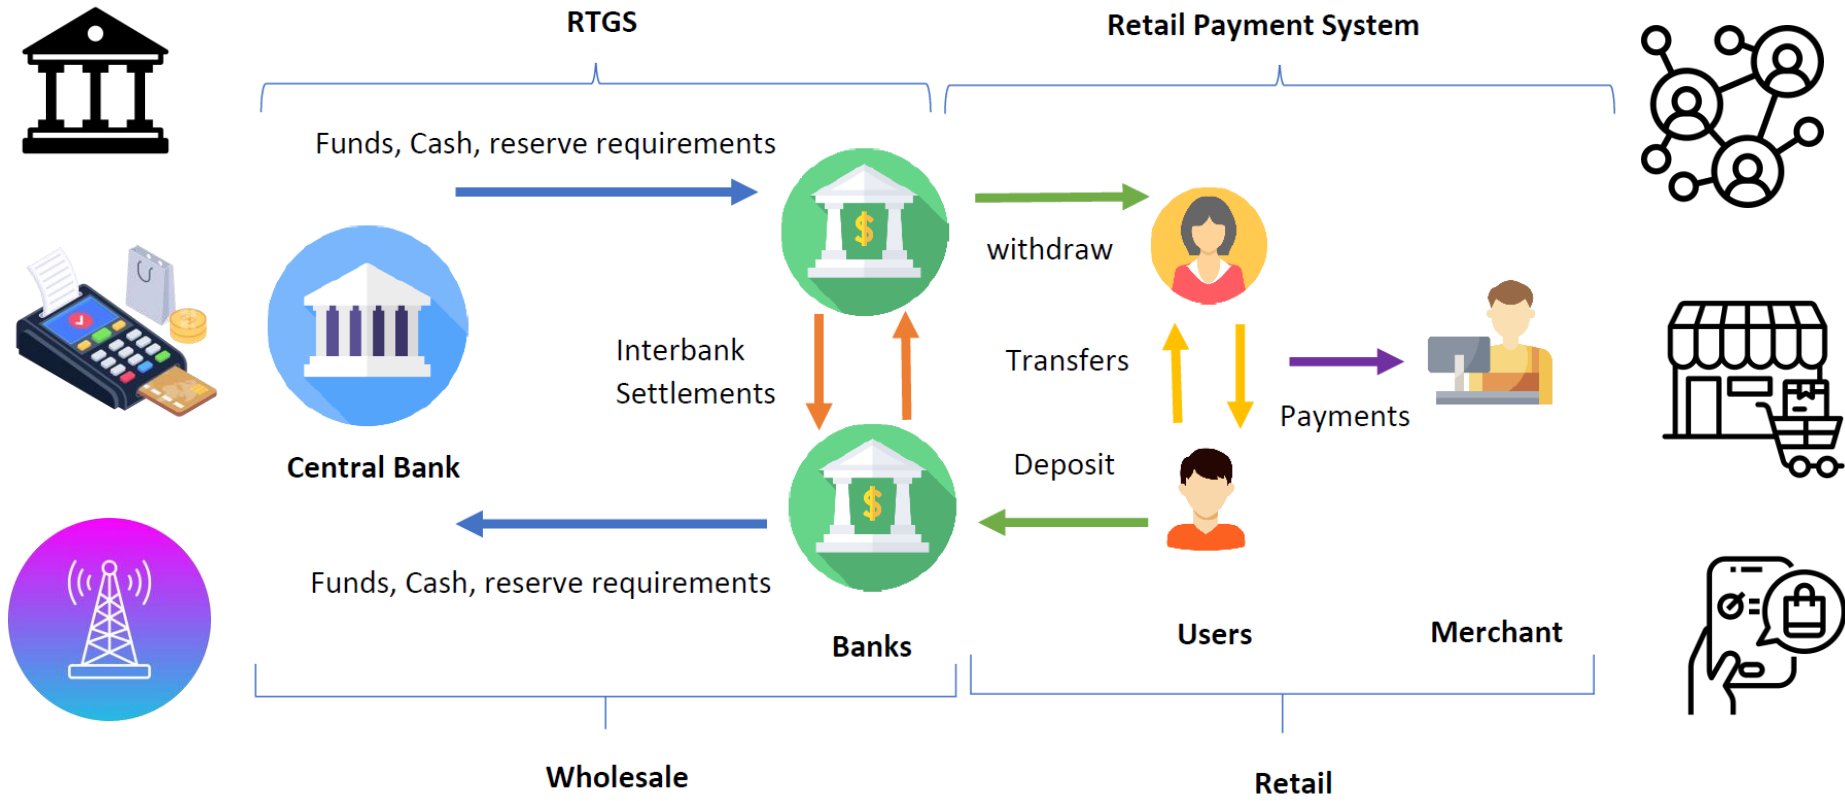 RTGS
Retail Payment System
Funds, Cash, reserve requirements
withdraw
Interbank
Settlements
Transfers
Payments
Central Bank
Deposit
Funds, Cash, reserve requirements
Banks
Users
Merchant
Wholesale
Retail